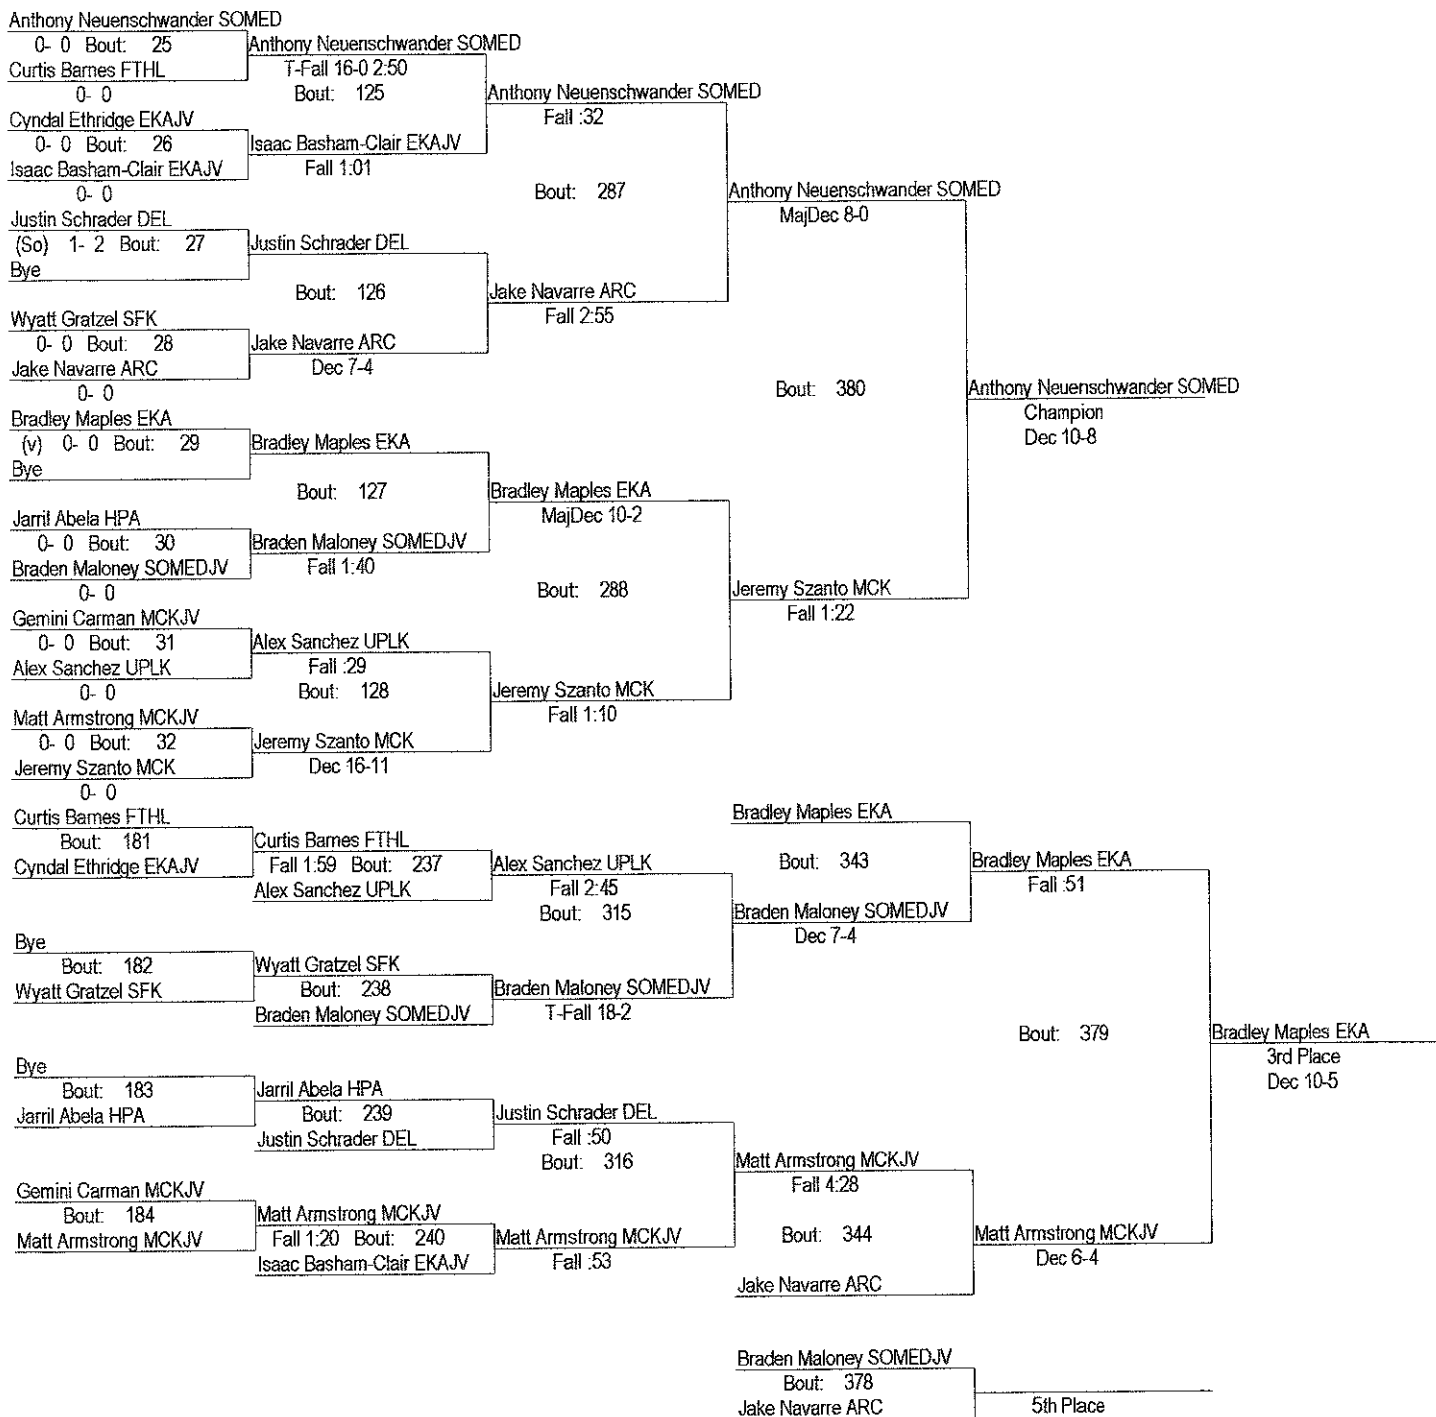 Anthony Neuenschwander SOMED
0- 0 Bout: 25
Curtis Barnes FTHL
0- 0
Cyndal Ethridge EKAJV
0- 0 Bout: 26
Isaac Basham-Clair EKAJV
0- 0
Justin Schrader DEL
(So) 1- 2 Bout: 27
Bye
Wyatt Gratzel SFK
0- 0 Bout: 28
Jake Navarre ARC
0- 0
Bradley Maples EKA
(v) 0- 0 Bout: 29
Bye
Jarril Abela HPA
0- 0 Bout: 30
Braden Maloney SOMEDJV
0- 0
Gemini Carman MCKJV
0- 0 Bout: 31
Alex Sanchez UPLK
0- 0
Matt Armstrong MCKJV
0- 0 Bout: 32
Jeremy Szanto MCK
0- 0
Anthony Neuenschwander SOMED
T-Fall 16-0 2:50
Bout: 125
Isaac Basham-Clair EKAJV
Fall 1:01
Justin Schrader DEL
Bout: 126
Jake Navarre ARC
Dec 7-4
Bradley Maples EKA
Bout: 127
Braden Maloney SOMEDJV
Fall 1:40
Alex Sanchez UPLK
Fall :29
Bout: 128
Jeremy Szanto MCK
Dec 16-11
Anthony Neuenschwander SOMED
Fall :32
Bout: 287
Jake Navarre ARC
Fall 2:55
Bradley Maples EKA
MajDec 10-2
Bout: 288
Jeremy Szanto MCK
Fall 1:10
Anthony Neuenschwander SOMED
MajDec 8-0
Bout: 380
Jeremy Szanto MCK
Fall 1:22
Anthony Neuenschwander SOMED
Champion
Dec 10-8
Curtis Barnes FTHL
Bout: 181
Cyndal Ethridge EKAJV
Bye
Bout: 182
Wyatt Gratzel SFK
Bye
Bout: 183
Jarril Abela HPA
Gemini Carman MCKJV
Bout: 184
Matt Armstrong MCKJV
Curtis Barnes FTHL
Fall 1:59 Bout: 237
Alex Sanchez UPLK
Wyatt Gratzel SFK
Bout: 238
Braden Maloney SOMEDJV
Jarril Abela HPA
Bout: 239
Justin Schrader DEL
Matt Armstrong MCKJV
Fall 1:20 Bout: 240
Isaac Basham-Clair EKAJV
Alex Sanchez UPLK
Fall 2:45
Bout: 315
Braden Maloney SOMEDJV
T-Fall 18-2
Justin Schrader DEL
Fall :50
Bout: 316
Matt Armstrong MCKJV
Fall :53
Bradley Maples EKA
Bout: 343
Braden Maloney SOMEDJV
Dec 7-4
Matt Armstrong MCKJV
Fall 4:28
Bout: 344
Jake Navarre ARC
Bradley Maples EKA
Fall :51
Bout: 379
Matt Armstrong MCKJV
Dec 6-4
Bradley Maples EKA
3rd Place
Dec 10-5
Braden Maloney SOMEDJV
Bout: 378
Jake Navarre ARC
5th Place